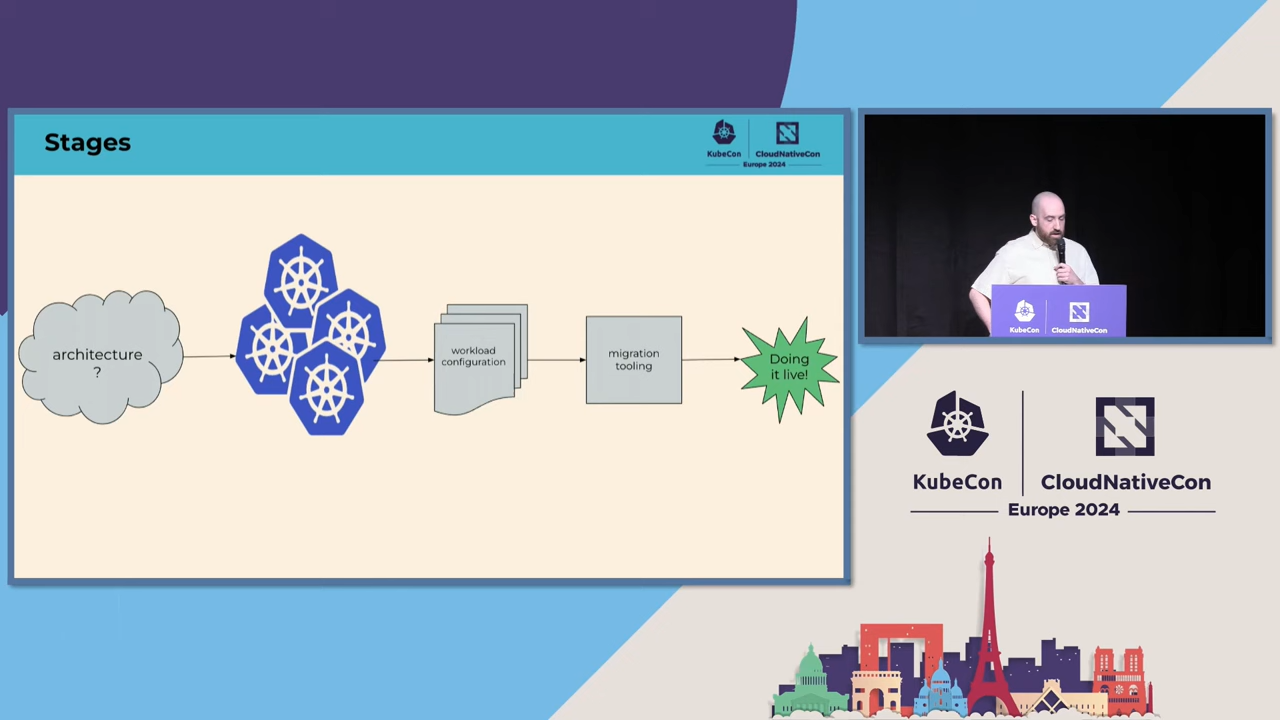 Stages
KubeCon
CloudNativeCon
Europe 2024
architecture
?
workload
configuration
migration
tooling
Doing
it live!
KubeCon
CloudNativeCon
KubeCon
CloudNativeCon
Europe 2024